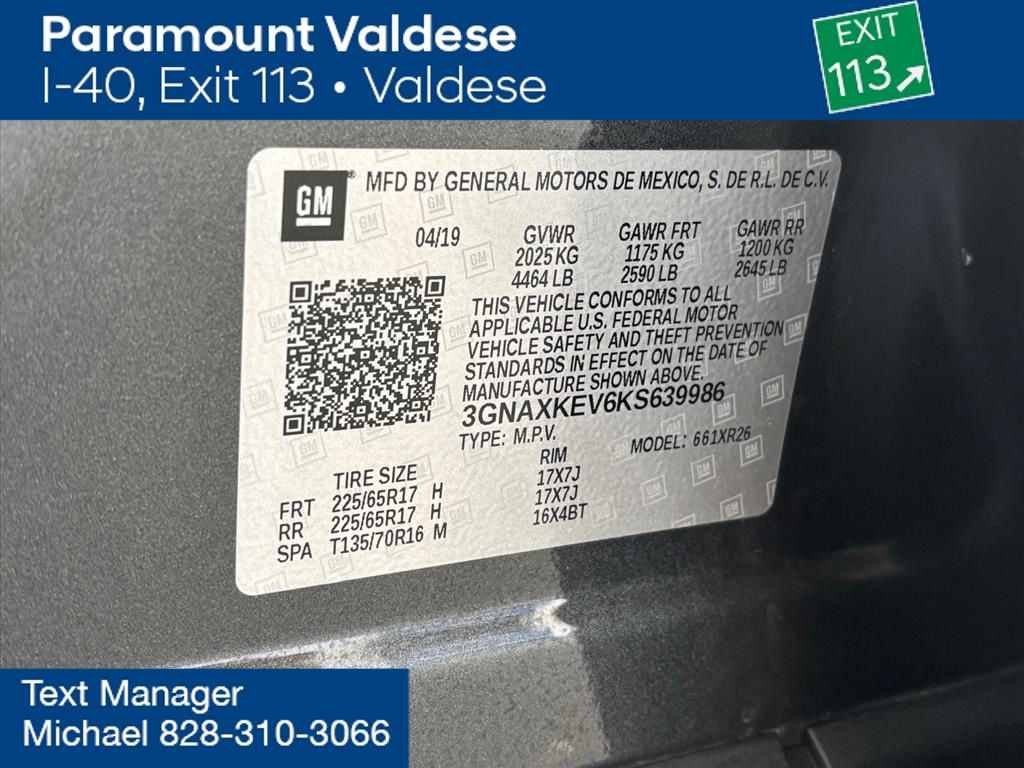 Paramount Valdese
I-40, Exit 113 • Valdese
EXIT
113
GM
MFD BY GENERAL MOTORS DE MEXICO, S. DE R.L. DE C.V.
04/19
GVWR
2025 KG
4464 LB
GAWR FRT
1175 KG
2590 LB
GAWR RR
1200 KG
2645 LB
THIS VEHICLE CONFORMS TO ALL
APPLICABLE U.S. FEDERAL MOTOR
VEHICLE SAFETY AND THEFT PREVENTION
STANDARDS IN EFFECT ON THE DATE OF
MANUFACTURE SHOWN ABOVE.
3GNAXKEV6KS639986
TYPE: M.P.V. MODEL: 661XR26
TIRE SIZE RIM
FRT 225/65R17 H 17X7J
RR 225/65R17 H 17X7J
SPA T135/70R16 M 16X4BT
Text Manager
Michael 828-310-3066